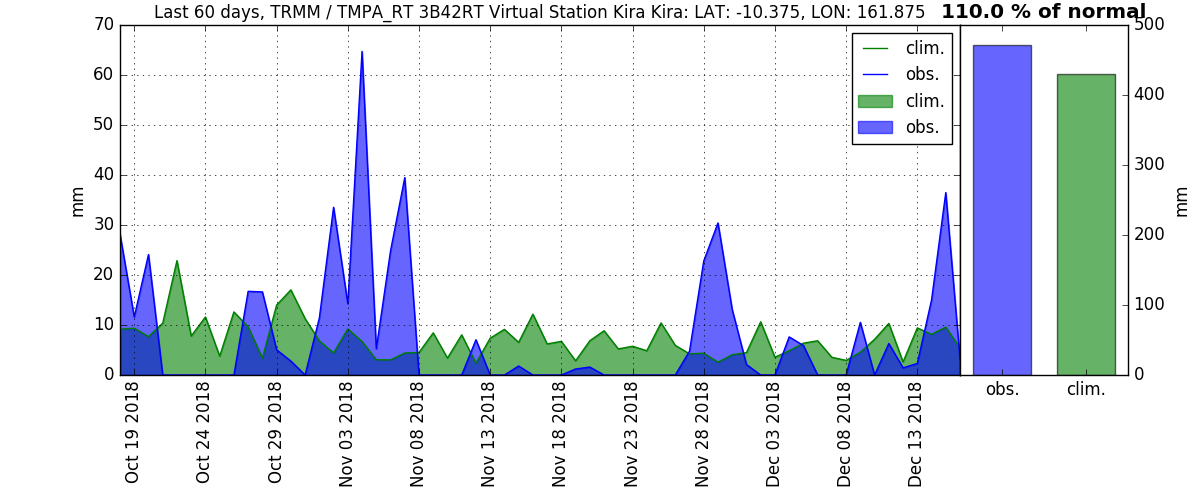 Last 60 days, TRMM / TMPA_RT 3B42RT Virtual Station Kira Kira: LAT: -10.375, LON: 161.875 110.0 % of normal
70
60
50
40
30
20
10
0
mm
clim.
obs.
clim.
obs.
500
400
300
200
100
0
mm
Oct 19 2018
Oct 24 2018
Oct 29 2018
Nov 03 2018
Nov 08 2018
Nov 13 2018
Nov 18 2018
Nov 23 2018
Nov 28 2018
Dec 03 2018
Dec 08 2018
Dec 13 2018
obs.
clim.